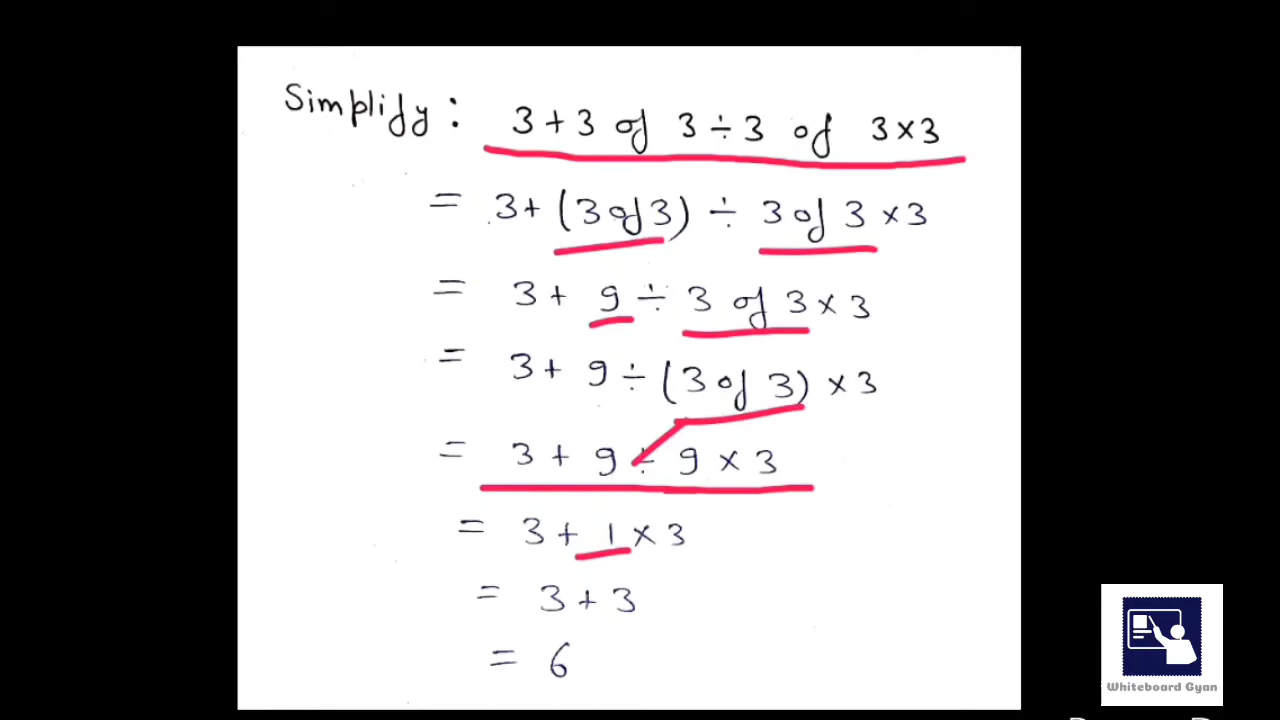 Simplify: 3+3 of 3÷3 of 3×3
= 3+(3 of 3) ÷ 3 of 3 ×3
= 3+ 9 ÷ 3 of 3 × 3
= 3+ 9 ÷ (3 of 3) ×3
= 3 + 9 ÷ 9 × 3
= 3 + 1 × 3
= 3 + 3
= 6
Whiteboard Gyan